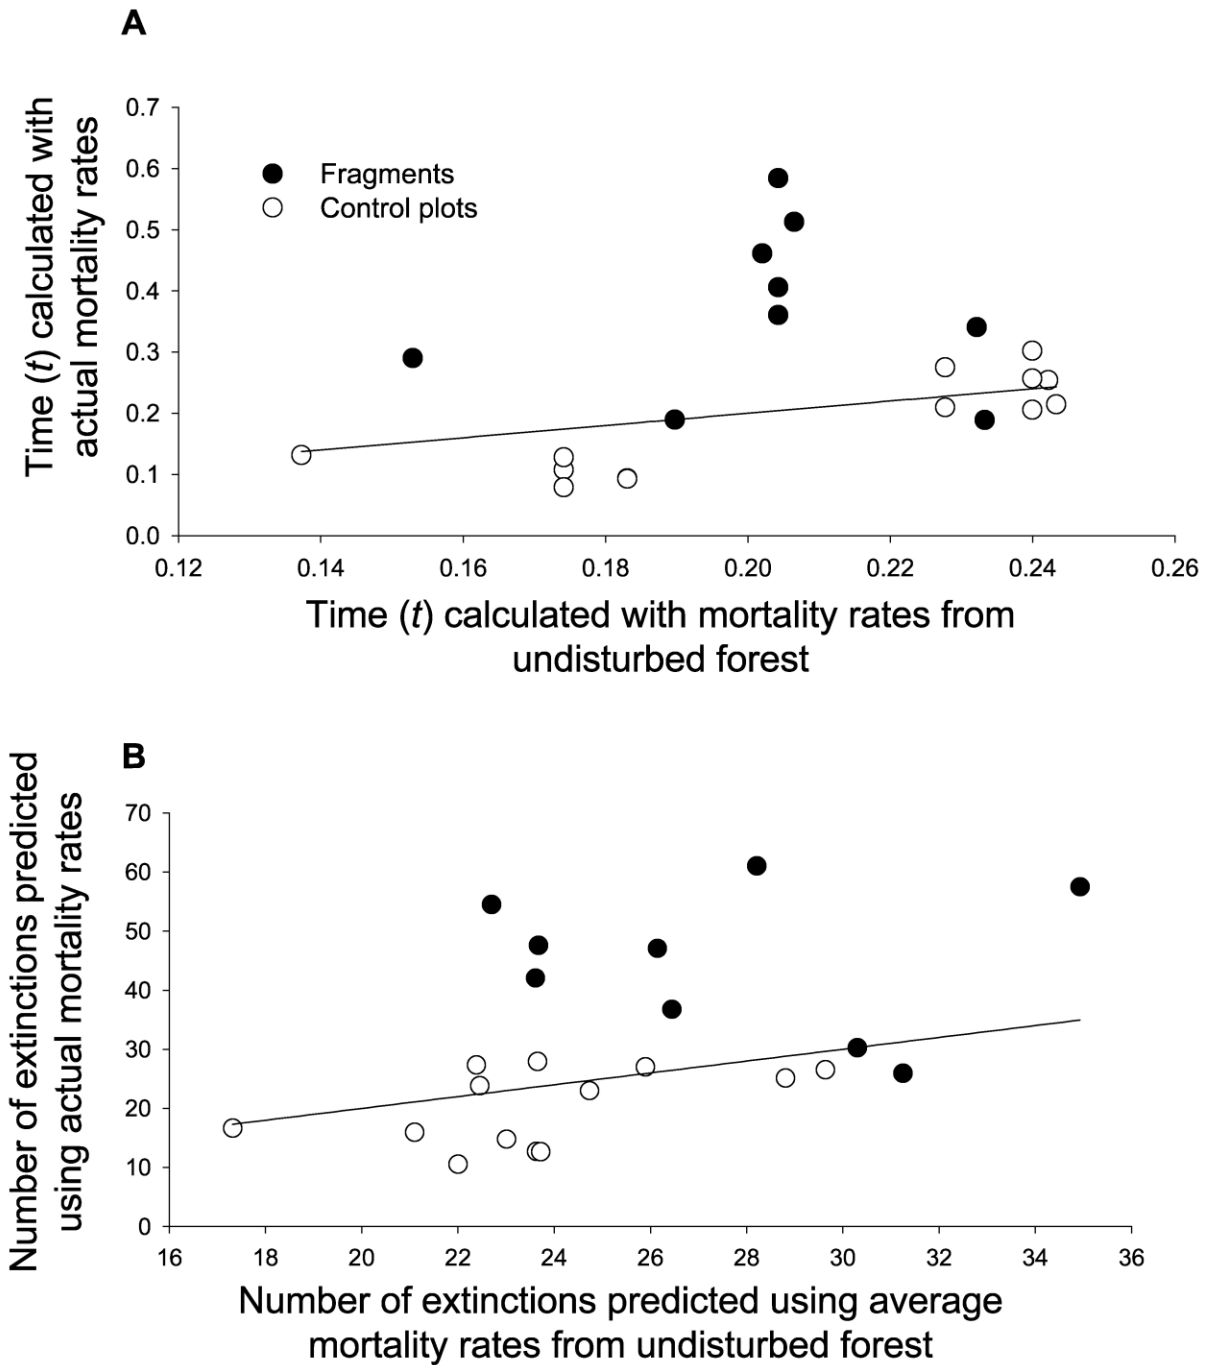 A
Time (t) calculated with
actual mortality rates
0.7
0.6
0.5
0.4
0.3
0.2
0.1
0.0
Fragments
Control plots
0.12 0.14 0.16 0.18 0.20 0.22 0.24 0.26
Time (t) calculated with mortality rates from
undisturbed forest
B
Number of extinctions predicted
using actual mortality rates
70
60
50
40
30
20
10
0
16 18 20 22 24 26 28 30 32 34 36
Number of extinctions predicted using average
mortality rates from undisturbed forest